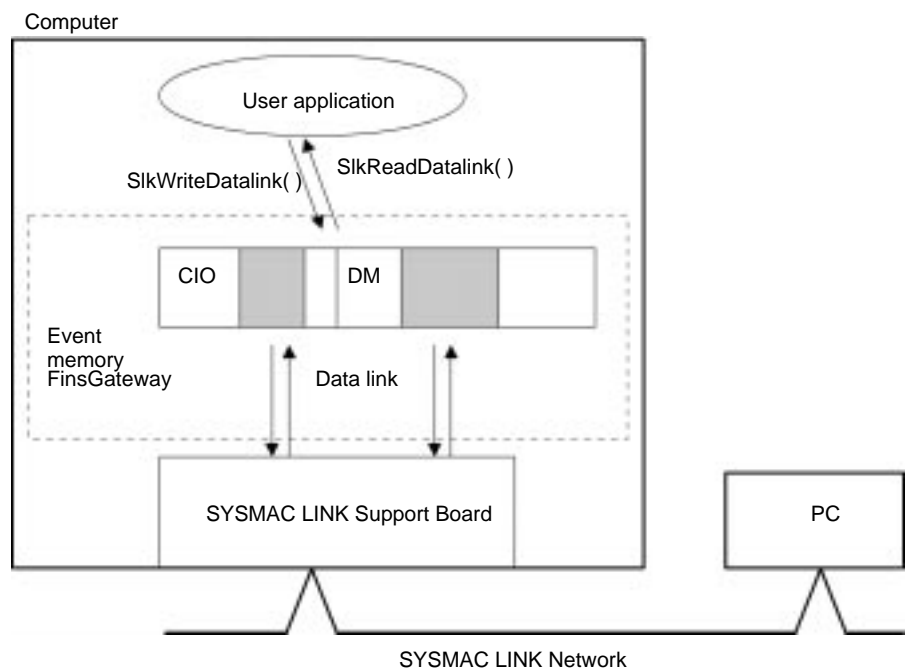 Computer
User application
SlkWriteDatalink( )
SlkReadDatalink( )
CIO
DM
Event
memory
FinsGateway
Data link
SYSMAC LINK Support Board
PC
SYSMAC LINK Network